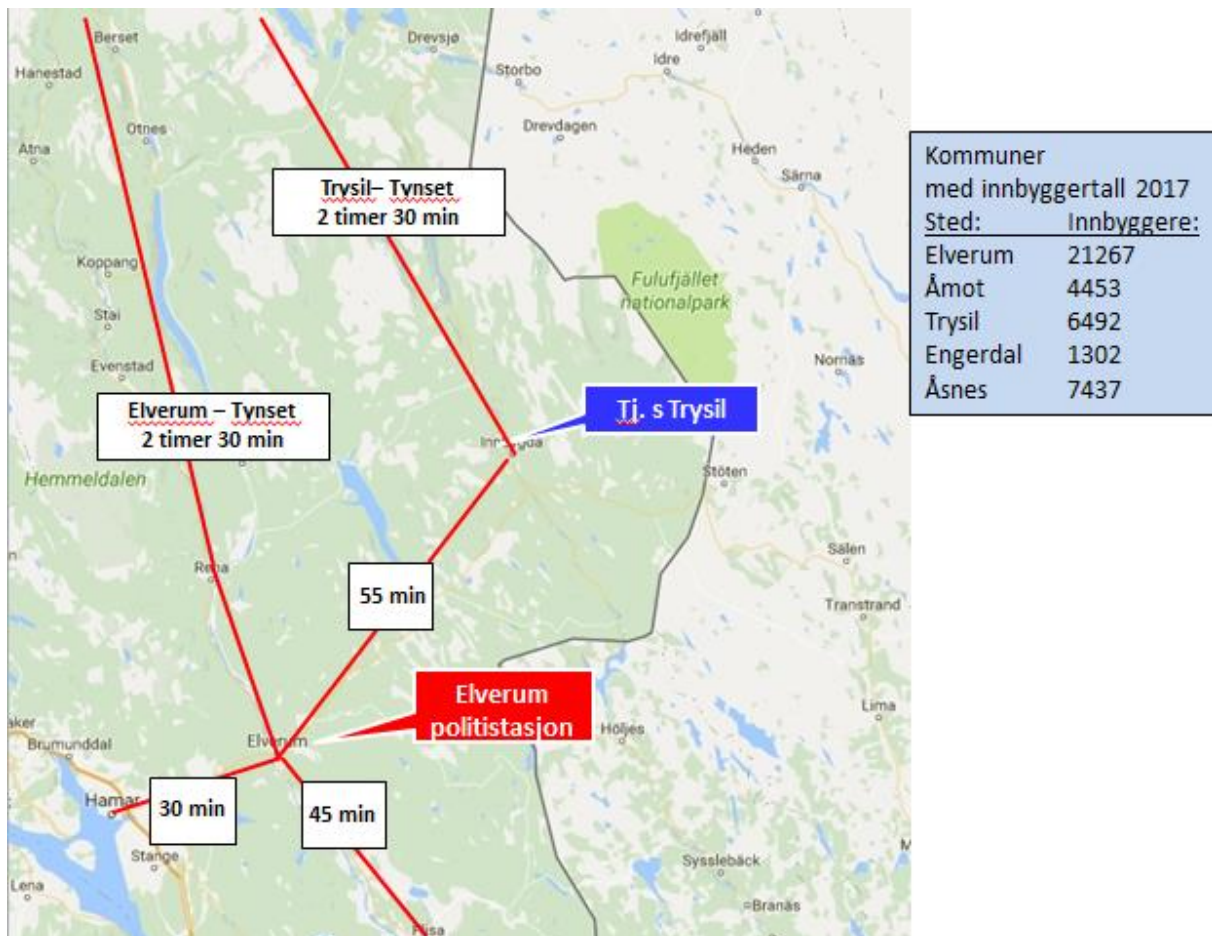 Berset
Drevsjø
Idrefjäll
Idre
Hanestad
Storbo
Otnes
Drevdagen
Atna
Heden
Särna
Trysil– Tynset
2 timer 30 min
Kommuner
med innbyggertall 2017
Sted: Innbyggere:
Elverum 21267
Åmot 4453
Trysil 6492
Engerdal 1302
Åsnes 7437
Koppang
Fulufjället
nationalpark
Stai
Evenstad
Nornäs
Elverum – Tynset
2 timer 30 min
Tj. s Trysil
Hemmeldalen
Stöten
Rena
Sälen
55 min
Transtrand
Elverum
politistasjon
Lima
Höljes
Brumunddal
Elverum
Hamar
30 min
45 min
Stange
Sysslebäck
Lena
Branäs